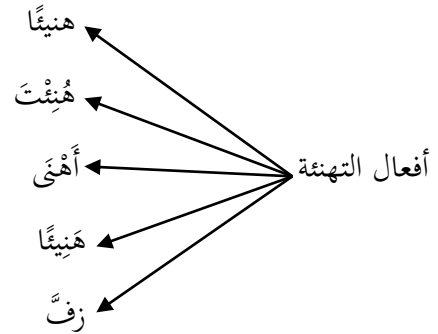 أفعال التهنئة
هنيئًا
هُنِئْتَ
أَهْنَى
هَنِيئًا
زفَّ